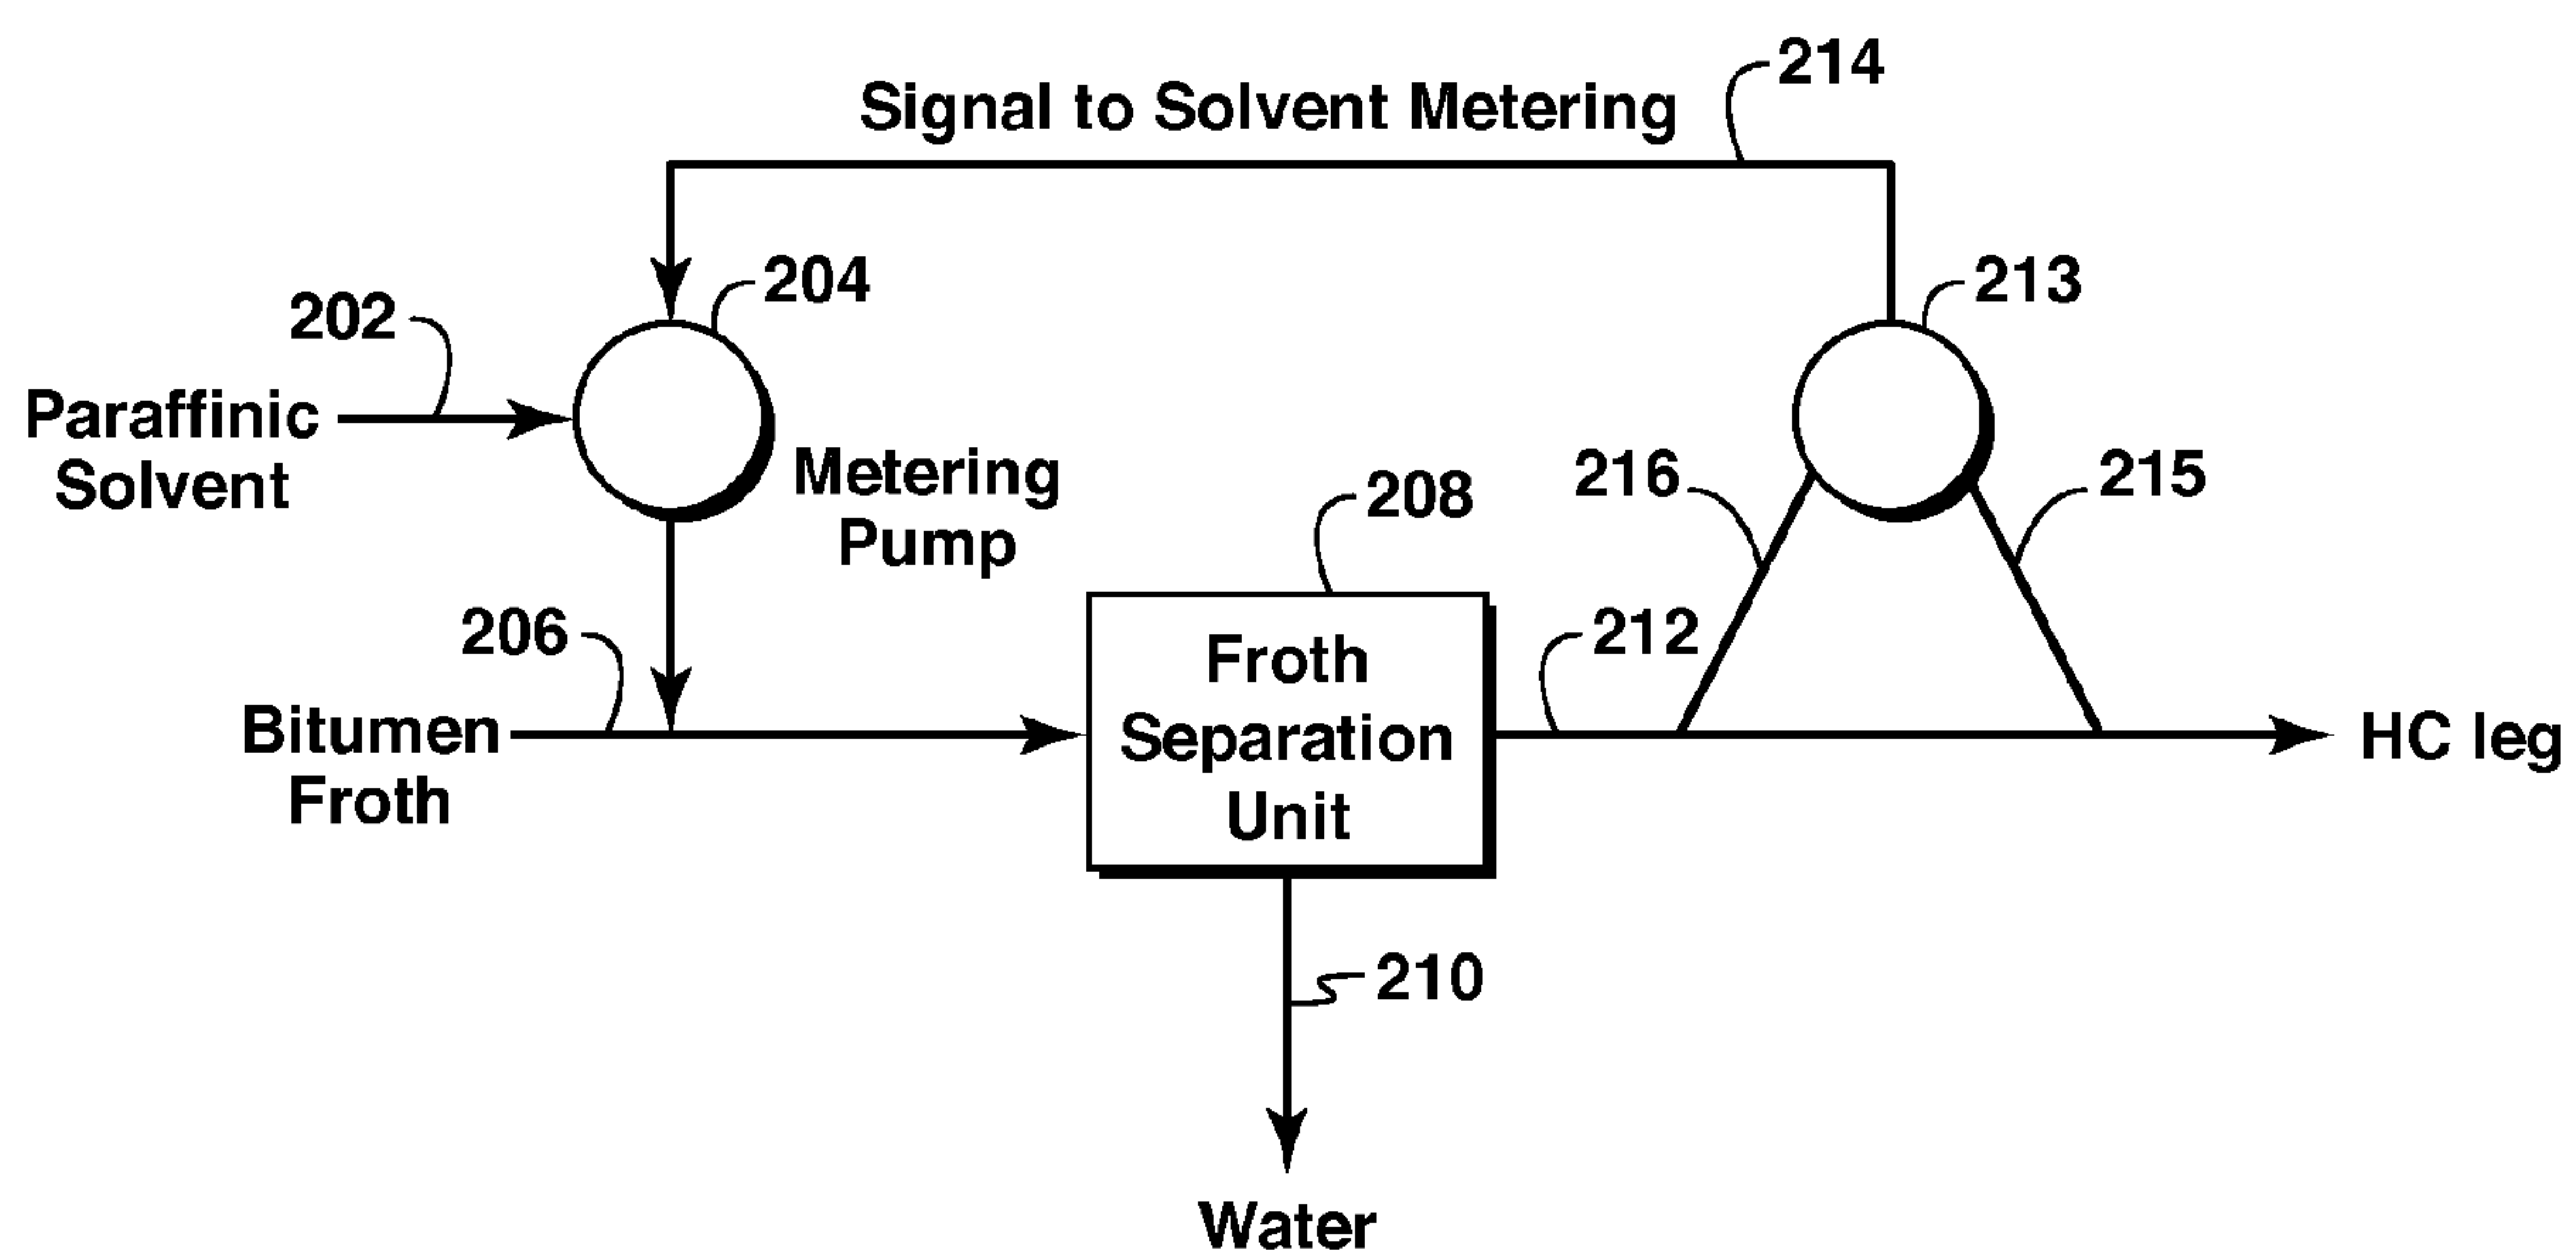 214
Signal to Solvent Metering
204
213
202
Paraffinic
Solvent
Metering
Pump
216
215
208
206
212
Bitumen
Froth
Froth
Separation
Unit
HC leg
210
Water